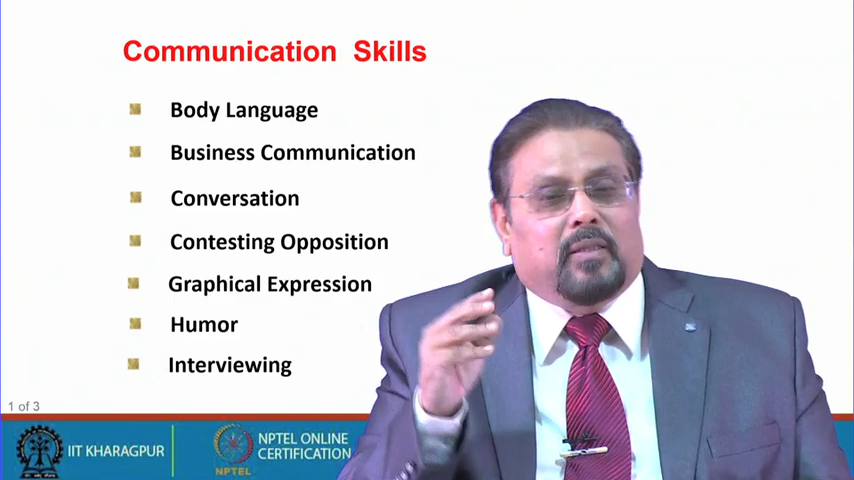 Communication Skills
Body Language
Business Communication
Conversation
Contesting Opposition
Graphical Expression
Humor
Interviewing
1 of 3
IIT KHARAGPUR
NPTEL
NPTEL ONLINE
CERTIFICATION